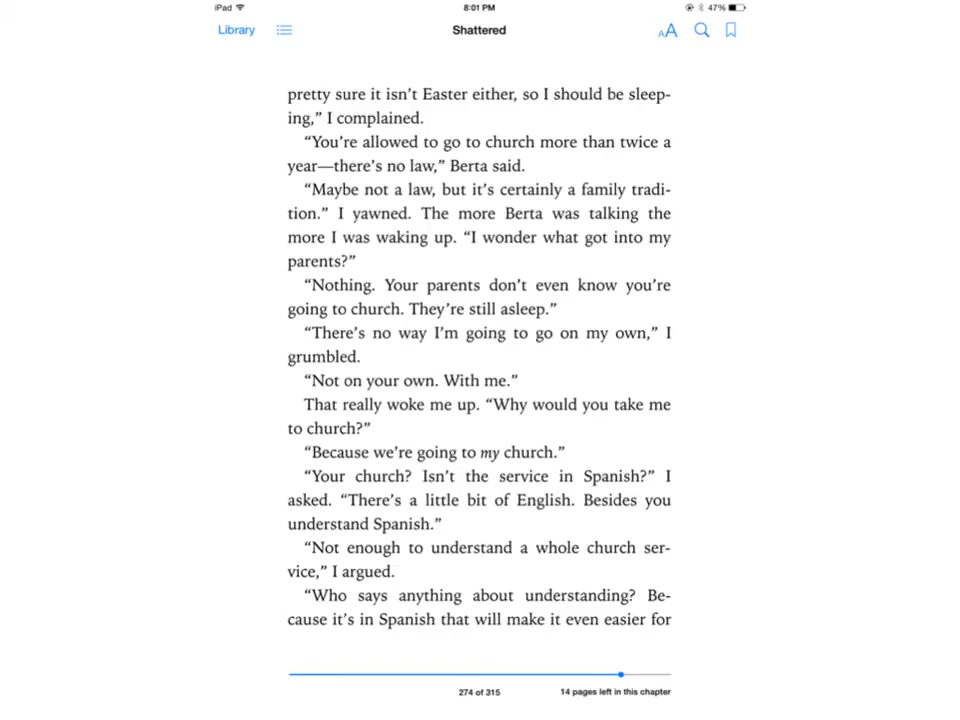 iPad
8:01 PM
47%
Library
Shattered
AA
pretty sure it isn’t Easter either, so I should be sleep-
ing,” I complained.
“You’re allowed to go to church more than twice a
year—there’s no law,” Berta said.
“Maybe not a law, but it’s certainly a family tradi-
tion.” I yawned. The more Berta was talking the
more I was waking up. “I wonder what got into my
parents?”
“Nothing. Your parents don’t even know you’re
going to church. They’re still asleep.”
“There’s no way I’m going to go on my own,” I
grumbled.
“Not on your own. With me.”
That really woke me up. “Why would you take me
to church?”
“Because we’re going to my church.”
“Your church? Isn’t the service in Spanish?” I
asked. “There’s a little bit of English. Besides you
understand Spanish.”
“Not enough to understand a whole church ser-
vice,” I argued.
“Who says anything about understanding? Be-
cause it’s in Spanish that will make it even easier for
274 of 315
14 pages left in this chapter